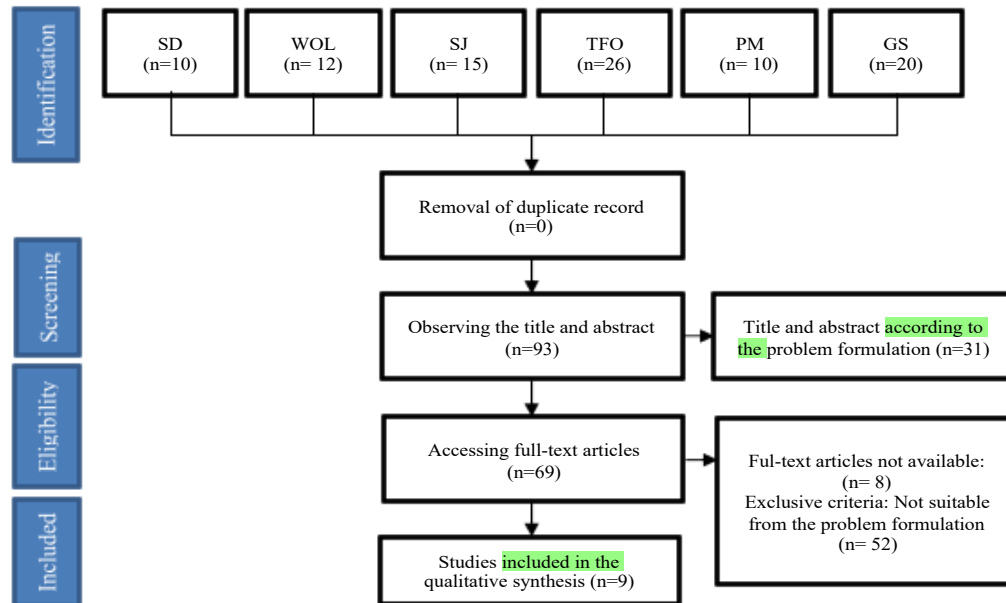 Identification
SD
(n=10)
WOL
(n= 12)
SJ
(n= 15)
TFO
(n=26)
PM
(n= 10)
GS
(n=20)
Removal of duplicate record
(n=0)
Screening
Observing the title and abstract
(n=93)
Title and abstract according to
the problem formulation (n=31)
Eligibility
Accessing full-text articles
(n=69)
Ful-text articles not available:
(n= 8)
Exclusive criteria: Not suitable
from the problem formulation
(n= 52)
Included
Studies included in the
qualitative synthesis (n=9)